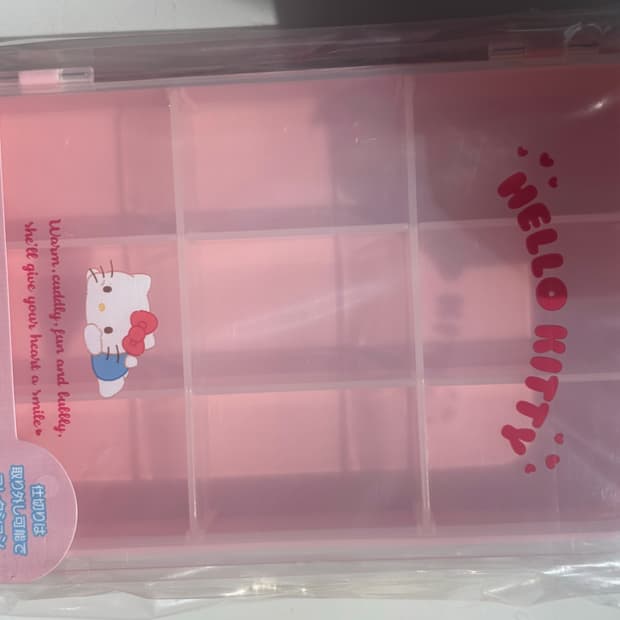 HELLO KITTY
Warm, cuddly, fun and bubbly,
she'll give your heart a smile♥
仕切りは
取り外し可能で